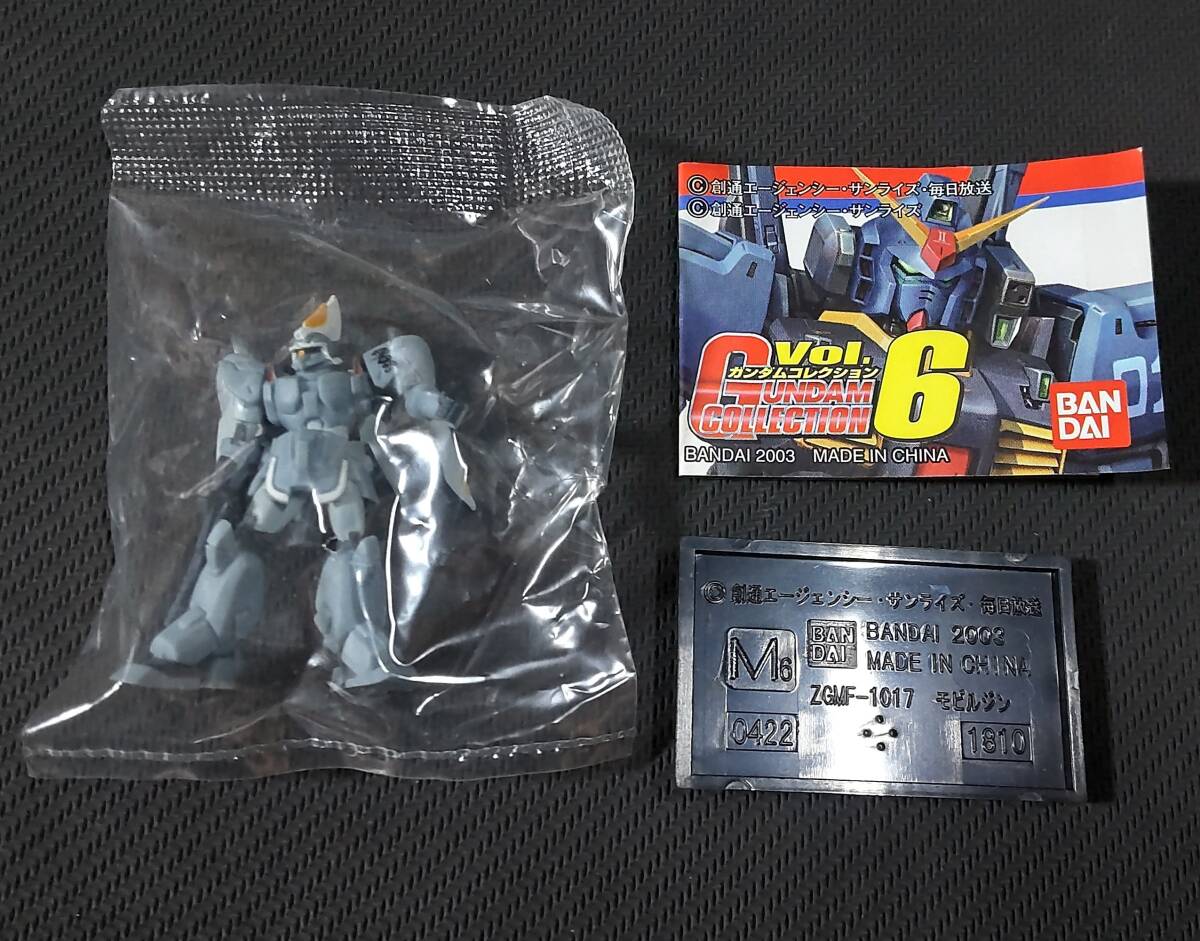 ©創通エージェンシー・サンライズ・毎日放送
©創通エージェンシー・サンライズ
Vol. 6
ガンダムコレクション
GUNDAM
COLLECTION
BANDAI 2003 MADE IN CHINA
BAN
DAI
©創通エージェンシー・サンライズ・毎日放送
M6
BAN
DAI
BANDAI 2003
MADE IN CHINA
ZGMF-1017 モビルジン
0422
1810